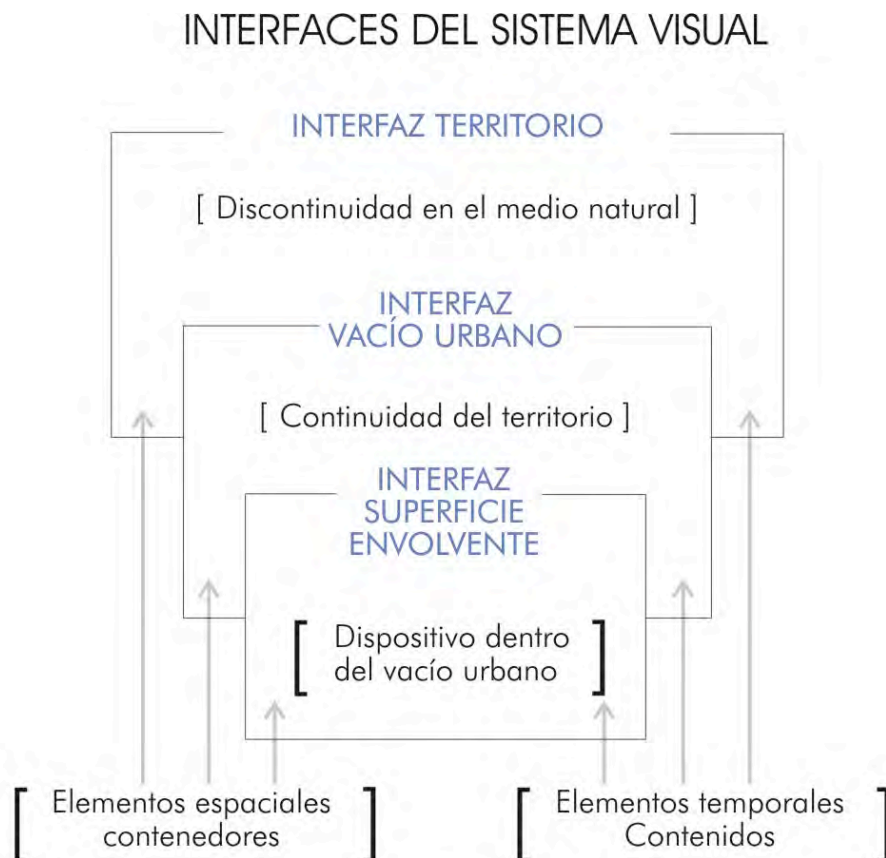 INTERFACES DEL SISTEMA VISUAL
INTERFAZ TERRITORIO
[ Discontinuidad en el medio natural ]
INTERFAZ
VACÍO URBANO
[ Continuidad del territorio ]
INTERFAZ
SUPERFICIE
ENVOLVENTE
[ Dispositivo dentro
del vacío urbano ]
[ Elementos espaciales
contenedores ]
[ Elementos temporales
Contenidos ]